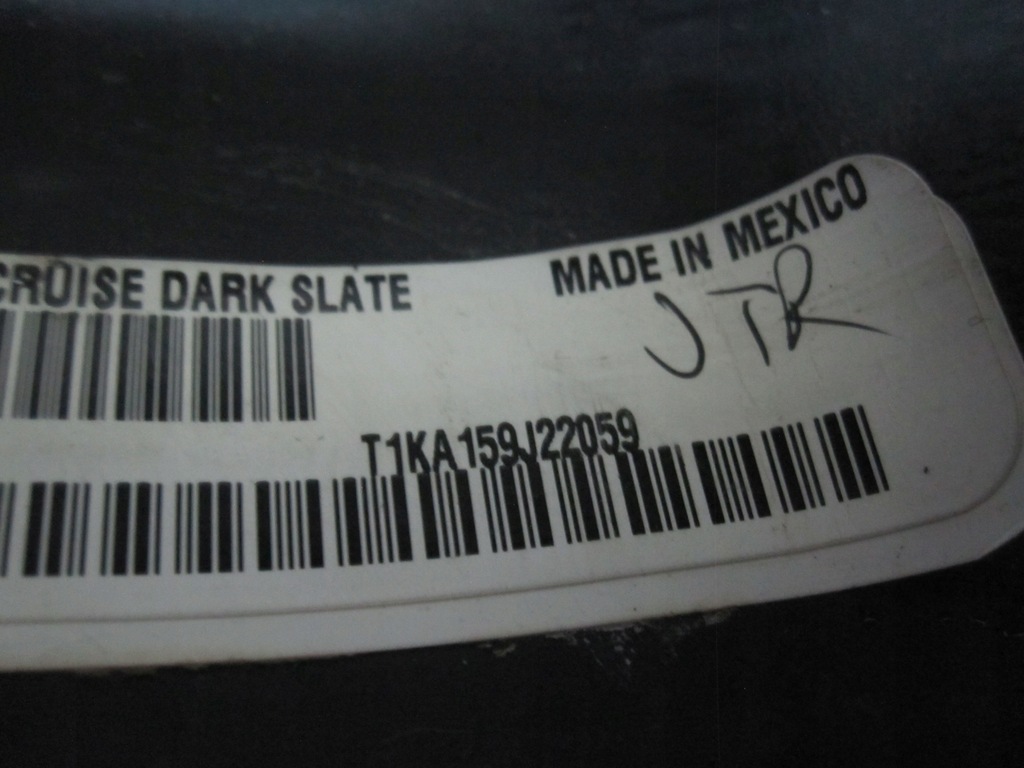 CRUISE DARK SLATE
MADE IN MEXICO
JTR
T1KA159J22059